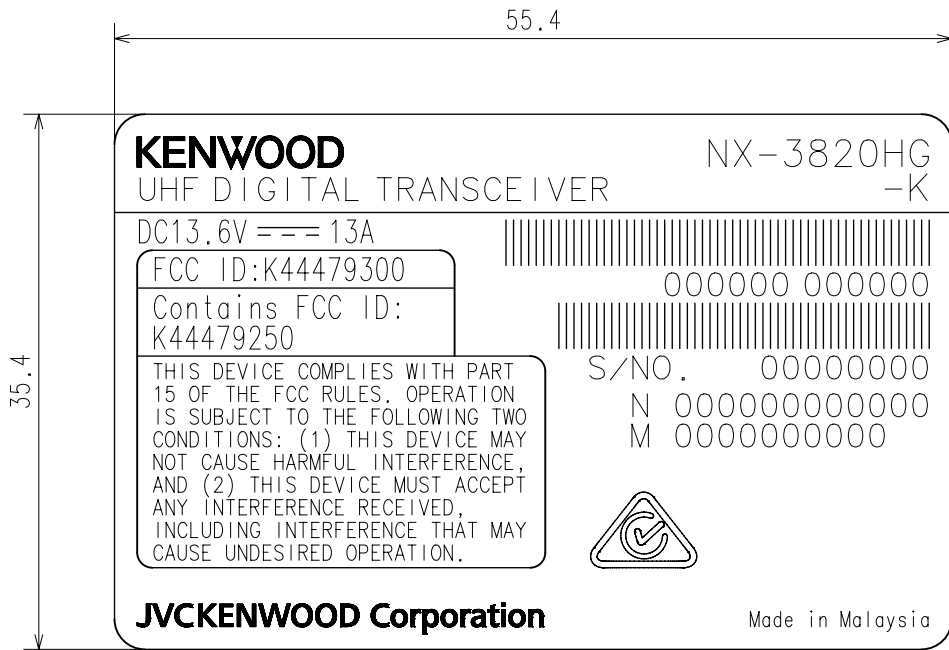 55.4
35.4
KENWOOD
NX-3820HG
-K
UHF DIGITAL TRANSCEIVER
DC13.6V 13A
FCC ID:K44479300
Contains FCC ID:
K44479250
THIS DEVICE COMPLIES WITH PART
15 OF THE FCC RULES. OPERATION
IS SUBJECT TO THE FOLLOWING TWO
CONDITIONS: (1) THIS DEVICE MAY
NOT CAUSE HARMFUL INTERFERENCE,
AND (2) THIS DEVICE MUST ACCEPT
ANY INTERFERENCE RECEIVED,
INCLUDING INTERFERENCE THAT MAY
CAUSE UNDESIRED OPERATION.
000000 000000
S/NO. 00000000
N 000000000000
M 0000000000
JVCKENWOOD Corporation
Made in Malaysia